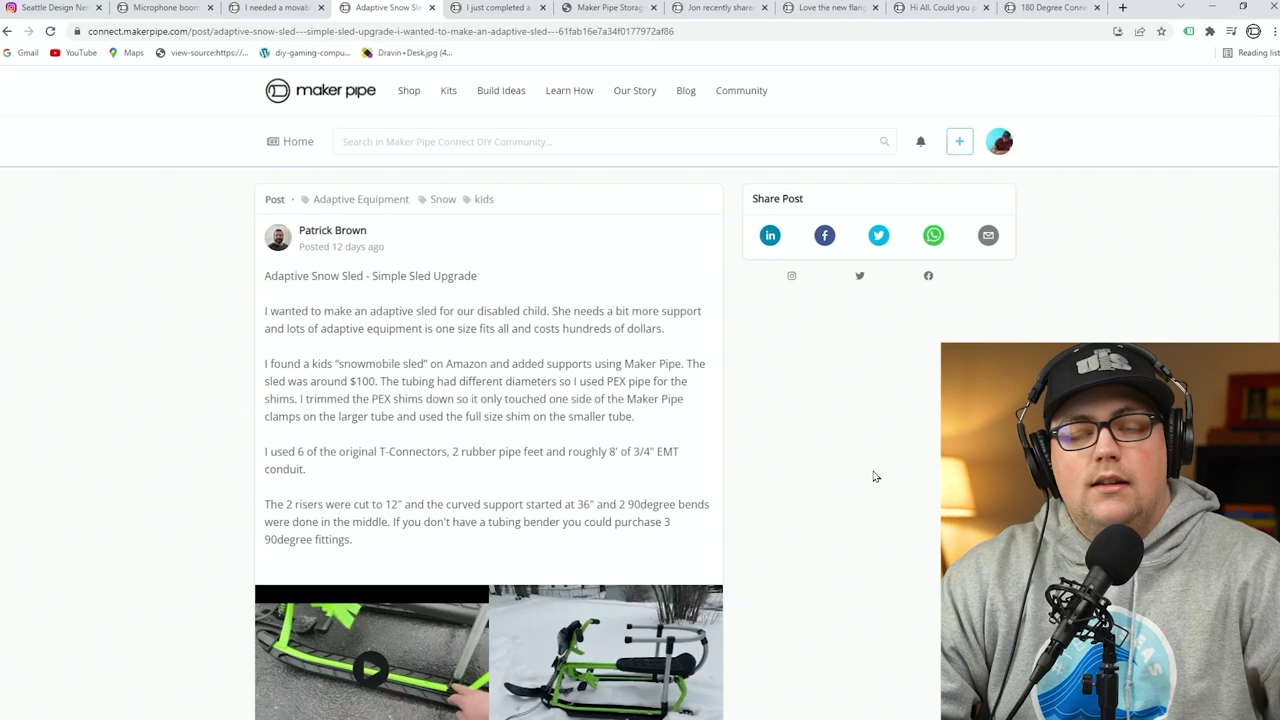 Seattle Design Ner
Microphone boom
I needed a movab
Adaptive Snow Sle
I just completed a
Maker Pipe Storag
Jon recently share
Love the new flan
Hi All. Could you p
180 Degree Conne
connect.makerpipe.com/post/adaptive-snow-sled---simple-sled-upgrade-i-wanted-to-make-an-adaptive-sled---61fab16e7a34f0177972af86
Gmail
YouTube
Maps
view-source:https://...
diy-gaming-compu...
Dravin+Desk.jpg (4...
Reading list
maker pipe
Shop
Kits
Build Ideas
Learn How
Our Story
Blog
Community
Home
Search in Maker Pipe Connect DIY Community...
Post · Adaptive Equipment Snow kids
Patrick Brown
Posted 12 days ago
Adaptive Snow Sled - Simple Sled Upgrade
I wanted to make an adaptive sled for our disabled child. She needs a bit more support
and lots of adaptive equipment is one size fits all and costs hundreds of dollars.
I found a kids “snowmobile sled” on Amazon and added supports using Maker Pipe. The
sled was around $100. The tubing had different diameters so I used PEX pipe for the
shims. I trimmed the PEX shims down so it only touched one side of the Maker Pipe
clamps on the larger tube and used the full size shim on the smaller tube.
I used 6 of the original T-Connectors, 2 rubber pipe feet and roughly 8' of 3/4" EMT
conduit.
The 2 risers were cut to 12" and the curved support started at 36" and 2 90degree bends
were done in the middle. If you don't have a tubing bender you could purchase 3
90degree fittings.
Share Post